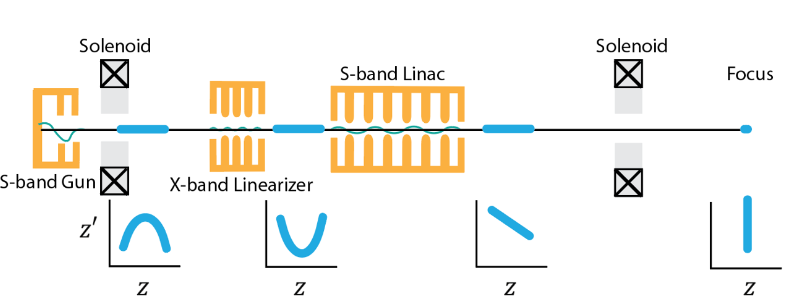 Solenoid
Solenoid
S-band Linac
Focus
S-band Gun
X-band Linearizer
z′
z
z
z
z